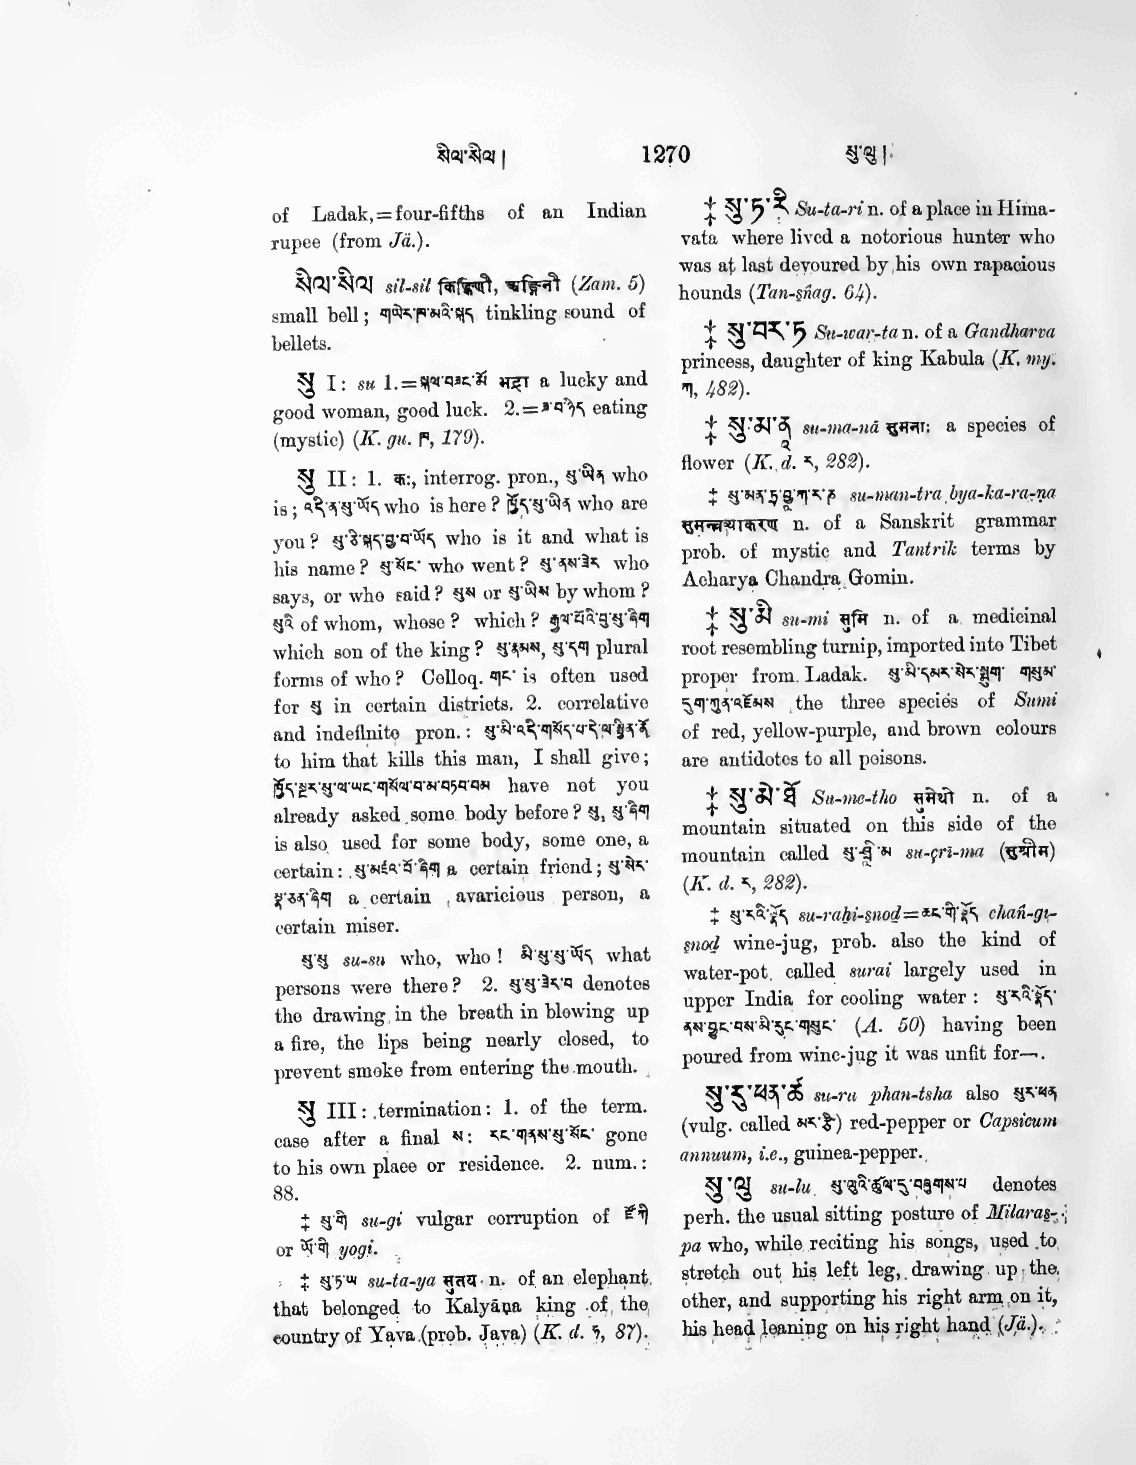 སིལ་སིལ། 1270 སུ་ལུ།
of Ladak,=four-fifths of an Indian
rupee (from Jä.).
སིལ་སིལ sil-sil किङ्किणी, (Zam. 5)
small bell; གཡེར་ཁ་མའི་སྐད tinkling sound of
bellets.
སུ I: su 1.=སྐལ་བཟང་མོ भद्रा a lucky and
good woman, good luck. 2.=ཟ་བ་ཉིད eating
(mystic) (K. gu. ཁ, 179).
སུ II: 1. कः, interrog. pron., སུ་ཡིན who
is; འདི་ན་སུ་ཡོད who is here? ཁྱོད་སུ་ཡིན who are
you? སུ་ཅི་སྐད་བྱ་བ་ཡོད who is it and what is
his name? སུ་སོང་ who went? སུ་ནས་ཟེར who
says, or who said? སུས or སུ་ཡིས by whom?
སུའི of whom, whose? which? རྒྱལ་པོའི་བུ་སུ་ཞིག
which son of the king? སུ་རྣམས, སུ་དག plural
forms of who? Colloq. གང་ is often used
for སུ in certain districts. 2. correlative
and indefinite pron.: སུ་མི་འདི་གསོད་པ་དེ་ལ་སྦྱིན་ནོ
to him that kills this man, I shall give;
ཁྱོད་སྔར་སུ་ལ་ཡང་གསོལ་བ་མ་བཏབ་བམ have not you
already asked some body before? སུ, སུ་ཞིག
is also used for some body, some one, a
certain: སུ་མཛའ་བོ་ཞིག a certain friend; སུ་སེར་
སྣ་ཅན་ཞིག a certain avaricious person, a
certain miser.
སུ་སུ su-su who, who! མི་སུ་སུ་ཡོད what
persons were there? 2. སུ་སུ་ཟེར་བ denotes
the drawing in the breath in blowing up
a fire, the lips being nearly closed, to
prevent smoke from entering the mouth.
སུ III: termination: 1. of the term.
case after a final ས: རང་གནས་སུ་སོང་ gone
to his own place or residence. 2. num.:
88.
‡ སུ་གི su-gi vulgar corruption of ཛོ་གི
or ཡོ་གི yogi.
‡ སུ་ཏ་ཡ su-ta-ya सुतय n. of an elephant
that belonged to Kalyāṇa king of the
country of Yava (prob. Java) (K. d. ཏ, 87).
‡ སུ་ཏ་རི Su-ta-ri n. of a place in Hima-
vata where lived a notorious hunter who
was at last devoured by his own rapacious
hounds (Tan-s̱ñag. 64).
‡ སུ་བར་ཏ Su-war-ta n. of a Gandharva
princess, daughter of king Kabula (K. my.
ག, 482).
‡ སུ་མ་ནཱ su-ma-nā सुमनाः a species of
flower (K. d. ར, 282).
‡ སུ་མན་ཏྲ་བྱཱ་ཀ་ར་ཎ su-man-tra bya-ka-ra-ṇa
सुमन्त्रव्याकरण n. of a Sanskrit grammar
prob. of mystic and Tantrik terms by
Acharya Chandra Gomin.
‡ སུ་མི su-mi सुमि n. of a medicinal
root resembling turnip, imported into Tibet
proper from Ladak. སུ་མི་དམར་སེར་སྨུག་ གསུམ་
དུག་ཀུན་འཇོམས the three species of Sumi
of red, yellow-purple, and brown colours
are antidotes to all poisons.
‡ སུ་མེ་ཐོ Su-me-tho सुमेथो n. of a
mountain situated on this side of the
mountain called སུ་ཤྲཱི་མ su-çrī-ma (सुश्रीम)
(K. d. ར, 282).
‡ སུ་རའི་སྣོད su-raḥi-s̱noḏ=ཆང་གི་སྣོད chañ-gi-
s̱noḏ wine-jug, prob. also the kind of
water-pot called surai largely used in
upper India for cooling water: སུ་རའི་སྣོད་
ནས་བླུང་བས་མི་རུང་གསུང་ (A. 50) having been
poured from wine-jug it was unfit for—.
སུ་རུ་ཕན་ཚ su-ru phan-tsha also སུར་ཕན
(vulg. called མར་རྩི) red-pepper or Capsicum
annuum, i.e., guinea-pepper.
སུ་ལུ su-lu སུ་ལུའི་ཚུལ་དུ་བཞུགས་པ denotes
perh. the usual sitting posture of Milaras̱-
pa who, while reciting his songs, used to
stretch out his left leg, drawing up the
other, and supporting his right arm on it,
his head leaning on his right hand (Jä.).